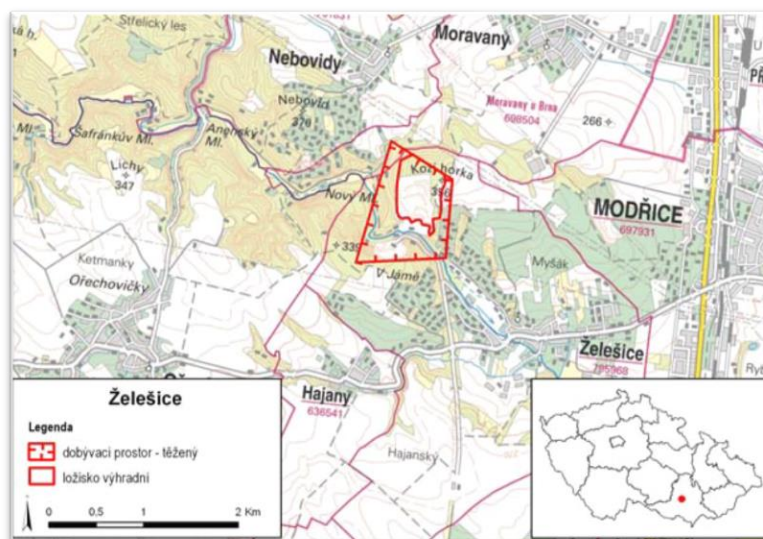 Střelický les
Moravany
Nebovidy
Nebovid
376
Moravany u Brna
698504
266
Šafránkův Ml.
Anenský
Ml.
Lichy
347
Kozí horka
Nový Ml.
MODŘICE
697931
339
V Jámě
Myšák
Ketmanky
Ořechovičky
Želešice
Hajany
636541
Hajanský
Želešice
Legenda
dobývací prostor - těžený
ložisko výhradní
0 0,5 1 2 Km